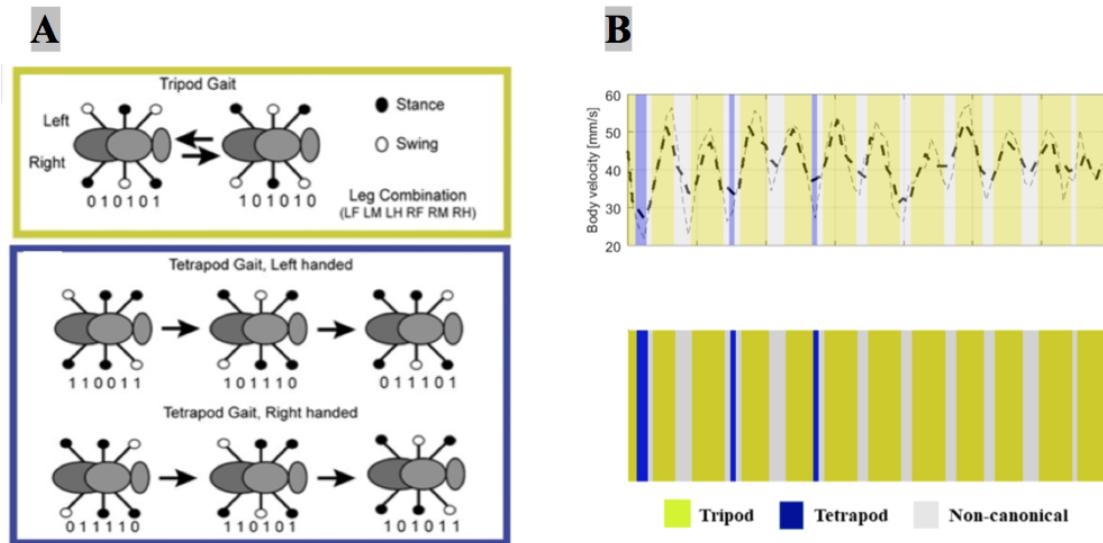 A
Tripod Gait
Left
Right
Stance
Swing
0 1 0 1 0 1
1 0 1 0 1 0
Leg Combination
(LF LM LH RF RM RH)
Tetrapod Gait, Left handed
1 1 0 0 1 1
1 0 1 1 1 0
0 1 1 1 0 1
Tetrapod Gait, Right handed
0 1 1 1 1 0
1 1 0 1 0 1
1 0 1 0 1 1
B
Body velocity [mm/s]
60
50
40
30
20
Tripod
Tetrapod
Non-canonical